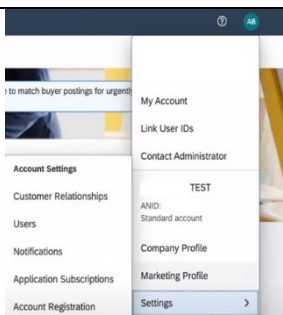 ?
AB
e to match buyer postings for urgently
My Account
Link User IDs
Contact Administrator
TEST
ANID:
Standard account
Company Profile
Marketing Profile
Settings >
Account Settings
Customer Relationships
Users
Notifications
Application Subscriptions
Account Registration